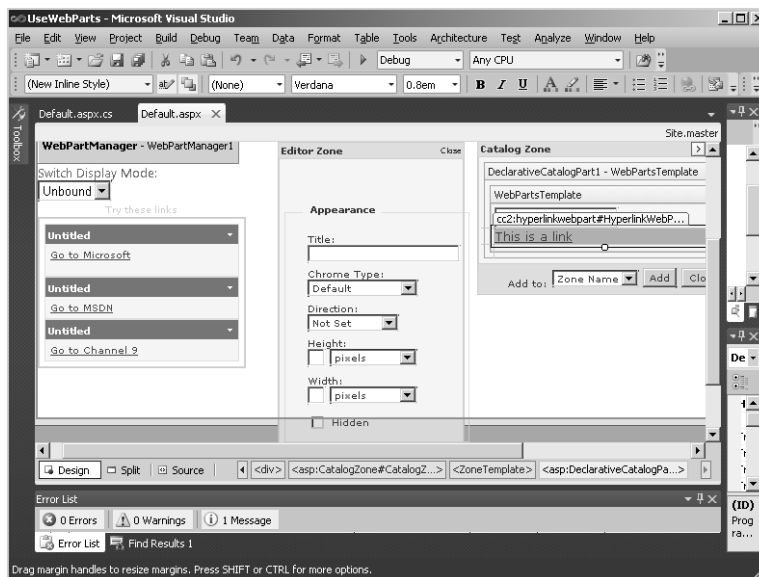 UseWebParts - Microsoft Visual Studio
File Edit View Project Build Debug Team Data Format Table Tools Architecture Test Analyze Window Help
Debug Any CPU
(New Inline Style) (None) Verdana 0.8em B I U A
Toolbox
Default.aspx.cs Default.aspx
Site.master
WebPartManager - WebPartManager1
Switch Display Mode:
Unbound
Try these links
Untitled
Go to Microsoft
Untitled
Go to MSDN
Untitled
Go to Channel 9
Editor Zone Close
Appearance
Title:
Chrome Type:
Default
Direction:
Not Set
Height:
pixels
Width:
pixels
Hidden
Catalog Zone
DeclarativeCatalogPart1 - WebPartsTemplate
WebPartsTemplate
cc2:hyperlinkwebpart#HyperlinkWebP...
This is a link
Add to: Zone Name Add Clo
Design Split Source <div> <asp:CatalogZone#CatalogZ...> <ZoneTemplate> <asp:DeclarativeCatalogPa...>
De
(ID)
Prog
ra...
Error List
0 Errors 0 Warnings 1 Message
Error List Find Results 1
Drag margin handles to resize margins. Press SHIFT or CTRL for more options.